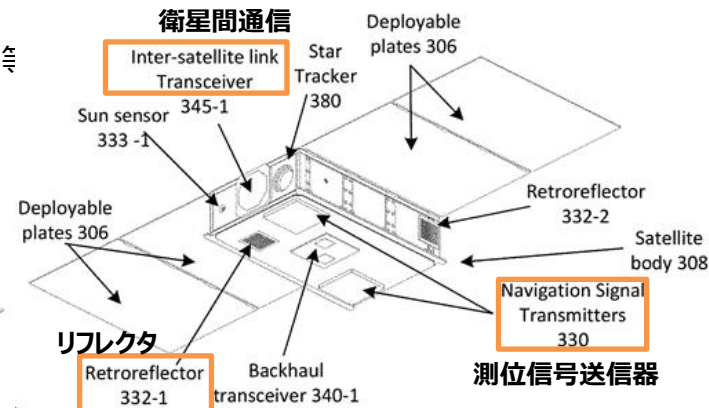 衛星間通信
等
Inter-satellite link
Transceiver
345-1
Star
Tracker
380
Deployable
plates 306
Sun sensor
333 -1
Retroreflector
332-2
Deployable
plates 306
Satellite
body 308
Navigation Signal
Transmitters
330
測位信号送信器
リフレクタ
Retroreflector
332-1
Backhaul
transceiver 340-1